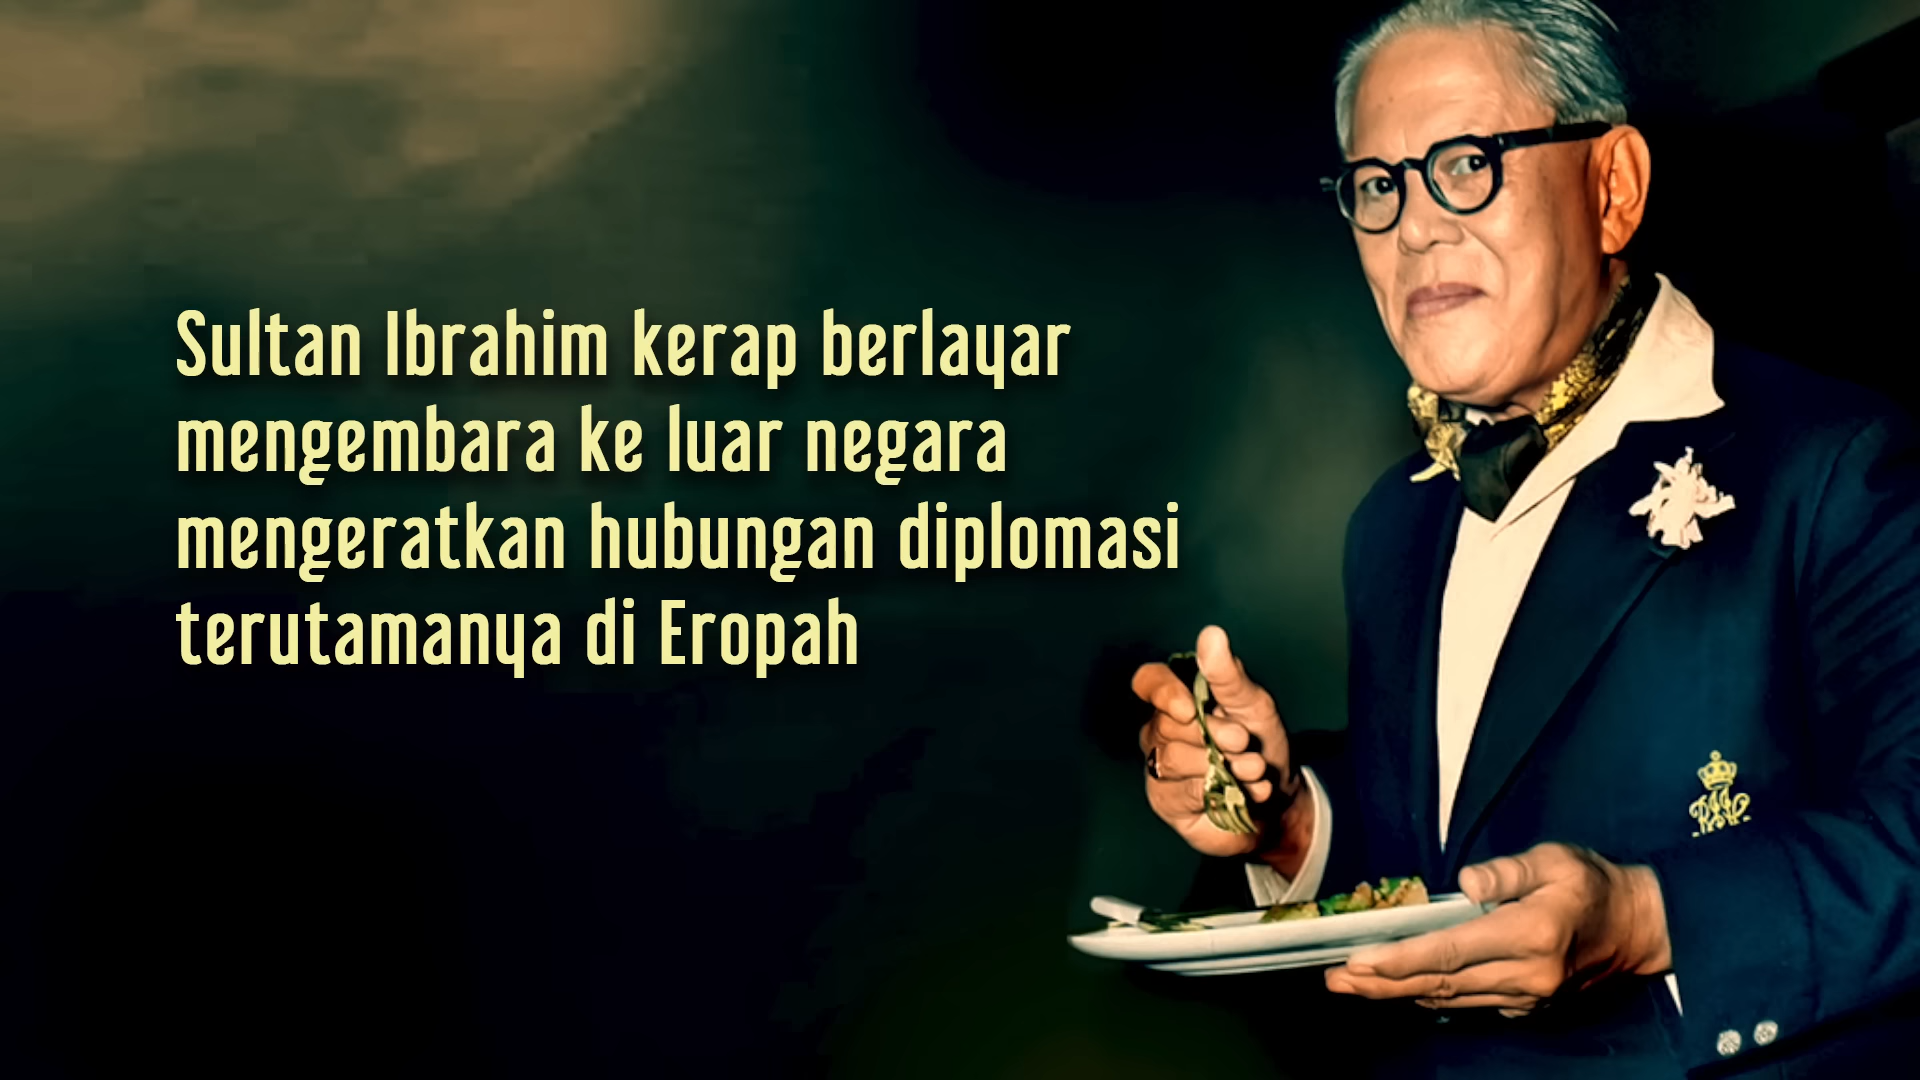 Sultan Ibrahim kerap berlayar
mengembara ke luar negara
mengeratkan hubungan diplomasi
terutamanya di Eropah